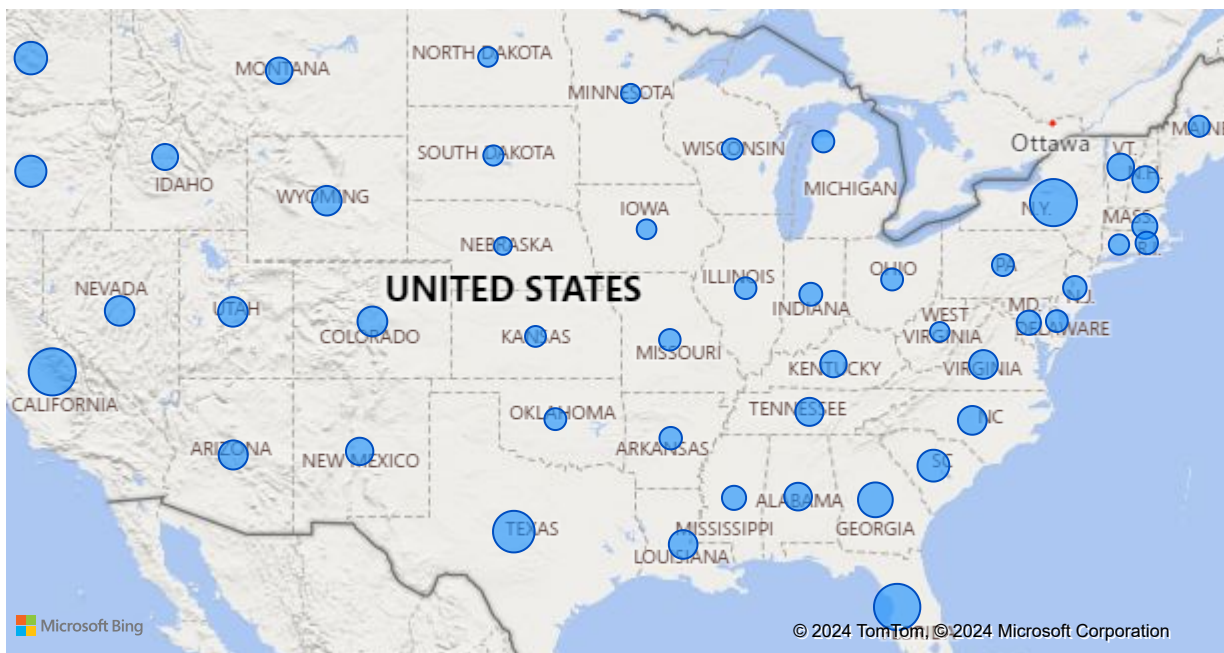 NORTH DAKOTA
MONTANA
MINNESOTA
MAINE
Ottawa
WISCONSIN
VT.
SOUTH DAKOTA
N.H.
IDAHO
MICHIGAN
WYOMING
IOWA
N.Y.
MASS.
NEBRASKA
R.I.
OHIO
PA
ILLINOIS
UNITED STATES
NEVADA
N.J.
UTAH
INDIANA
MD.
WEST
VIRGINIA
DELAWARE
COLORADO
KANSAS
MISSOURI
KENTUCKY
VIRGINIA
CALIFORNIA
TENNESSEE
OKLAHOMA
NC
ARIZONA
NEW MEXICO
ARKANSAS
SC
ALABAMA
TEXAS
MISSISSIPPI
GEORGIA
LOUISIANA
Microsoft Bing
© 2024 TomTom, © 2024 Microsoft Corporation